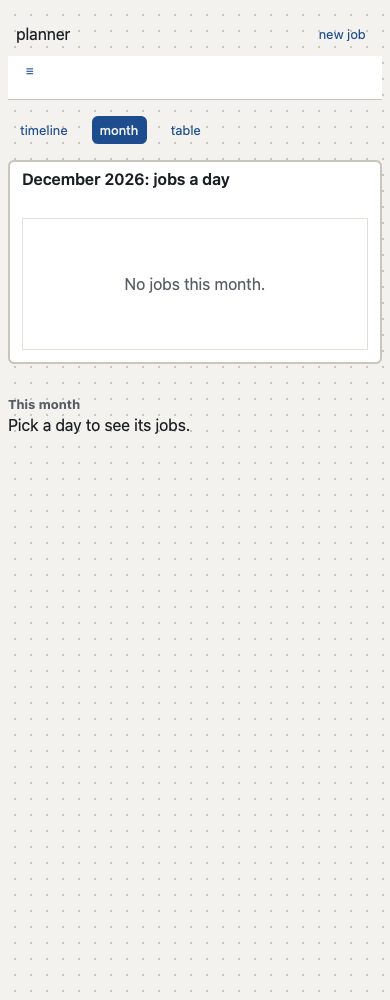 planner
new job
≡
timeline
month
table
December 2026: jobs a day
No jobs this month.
This month
Pick a day to see its jobs.